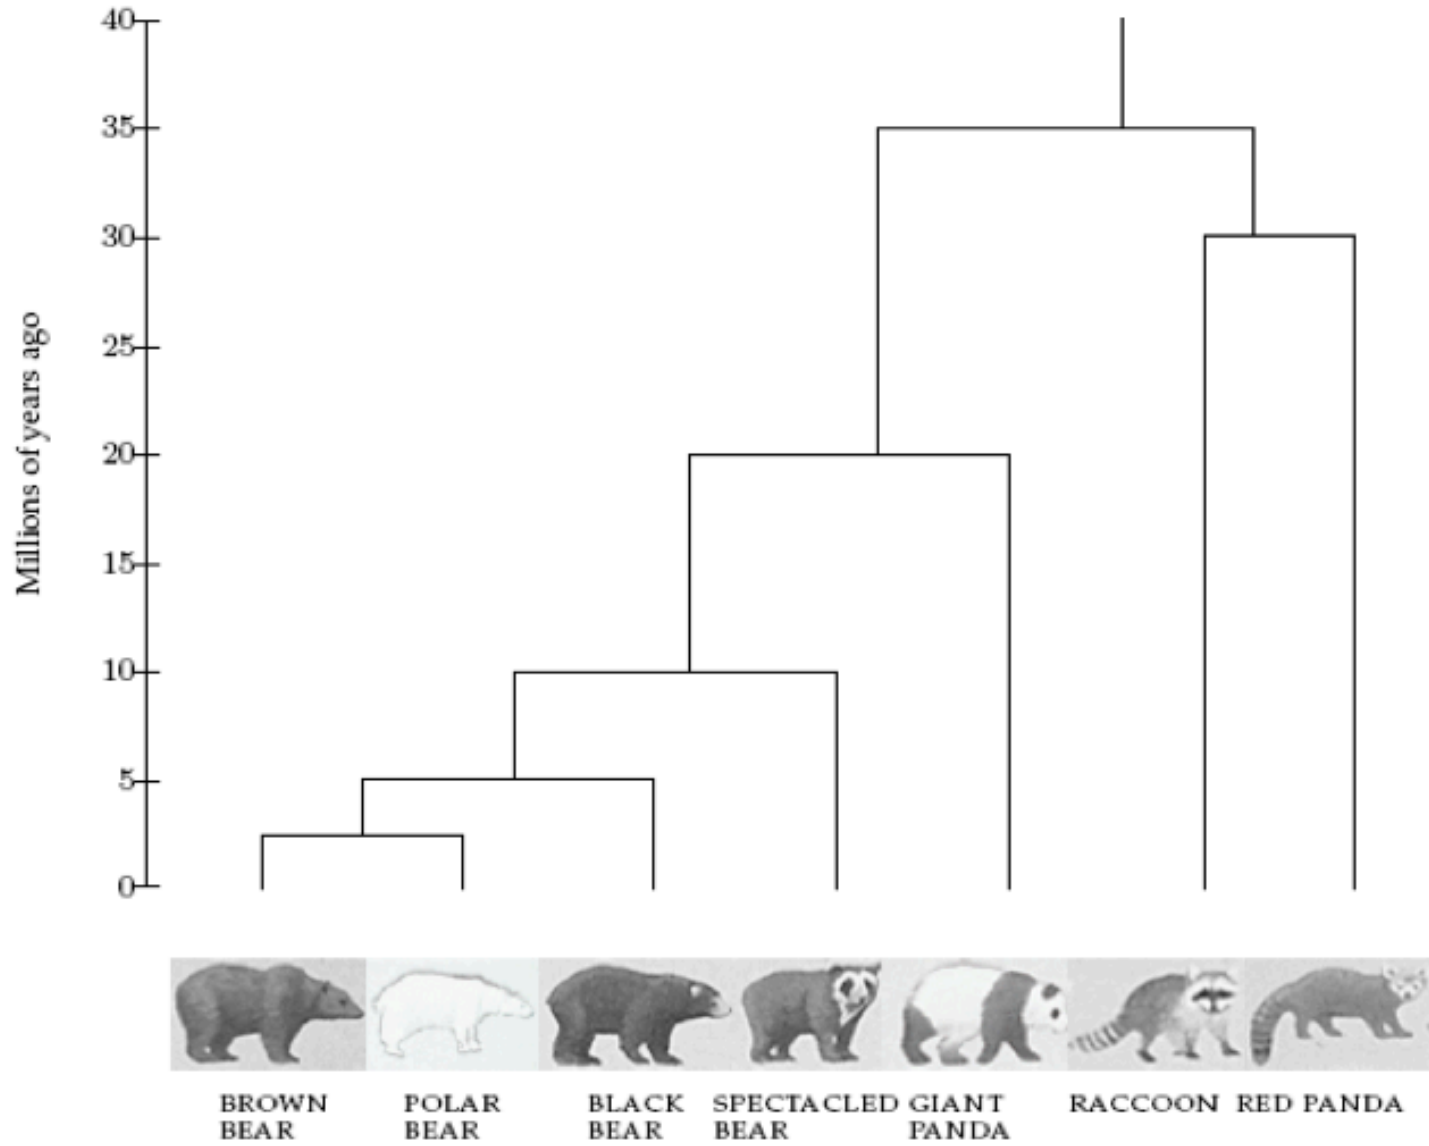 40
35
30
25
20
15
10
5
0
Millions of years ago
BROWN BEAR
POLAR BEAR
BLACK BEAR
SPECTACLED BEAR
GIANT PANDA
RACCOON
RED PANDA